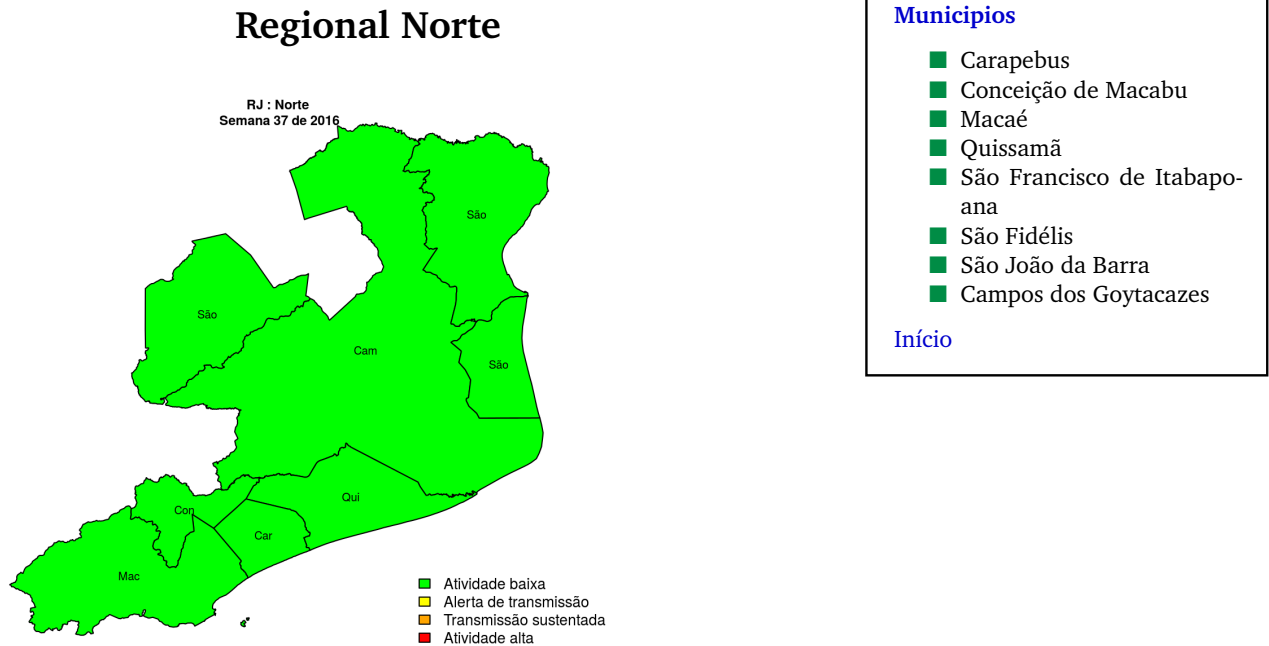 Regional Norte
RJ : Norte
Semana 37 de 2016
São
São
Cam
São
Qui
Con
Car
Mac
Atividade baixa
Alerta de transmissão
Transmissão sustentada
Atividade alta
Municipios
Carapebus
Conceição de Macabu
Macaé
Quissamã
São Francisco de Itabapo-
ana
São Fidélis
São João da Barra
Campos dos Goytacazes
Início